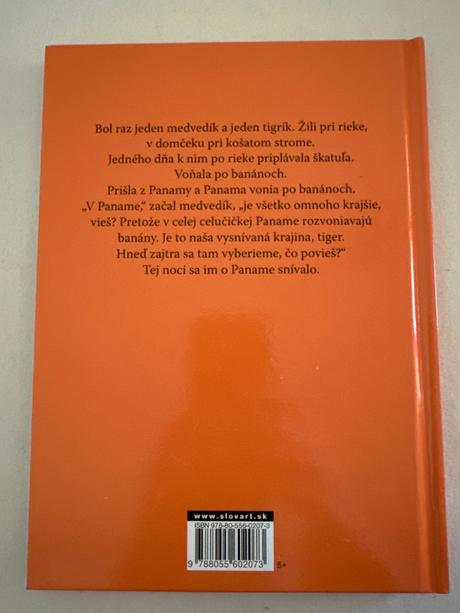 Bol raz jeden medvedík a jeden tigrík. Žili pri rieke,
v domčeku pri košatom strome.
Jedného dňa k nim po rieke priplávala škatuľa.
Voňala po banánoch.
Prišla z Panamy a Panama vonia po banánoch.
„V Paname,“ začal medvedík, „je všetko omnoho krajšie,
vieš? Pretože v celej celučičkej Paname rozvoniavajú
banány. Je to naša vysnívaná krajina, tiger.
Hneď zajtra sa tam vyberieme, čo povieš?“
Tej noci sa im o Paname snívalo.
www.slovart.sk
ISBN 978-80-556-0207-3
9 788055 602073
5+